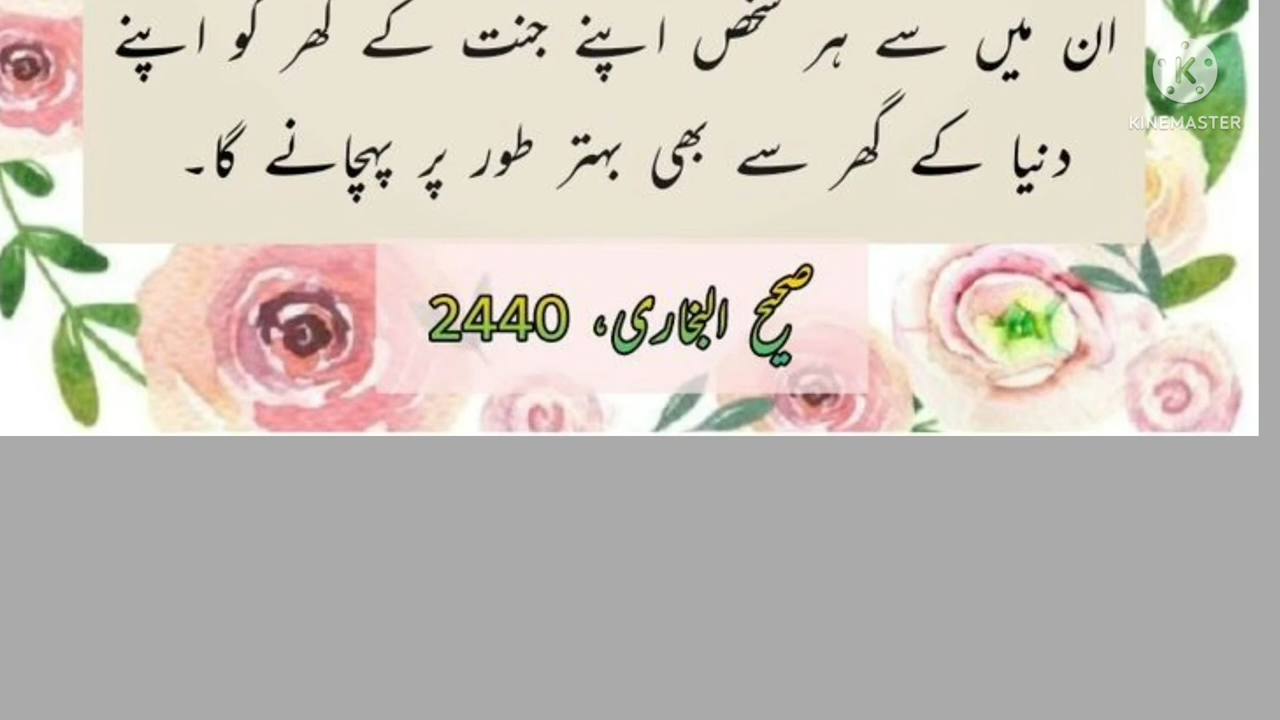 ان میں سے ہر شخص اپنے جنت کے گھر کو اپنے
دنیا کے گھر سے بھی بہتر طور پر پہچانے گا۔
صحیح البخاری، 2440
KINEMASTER